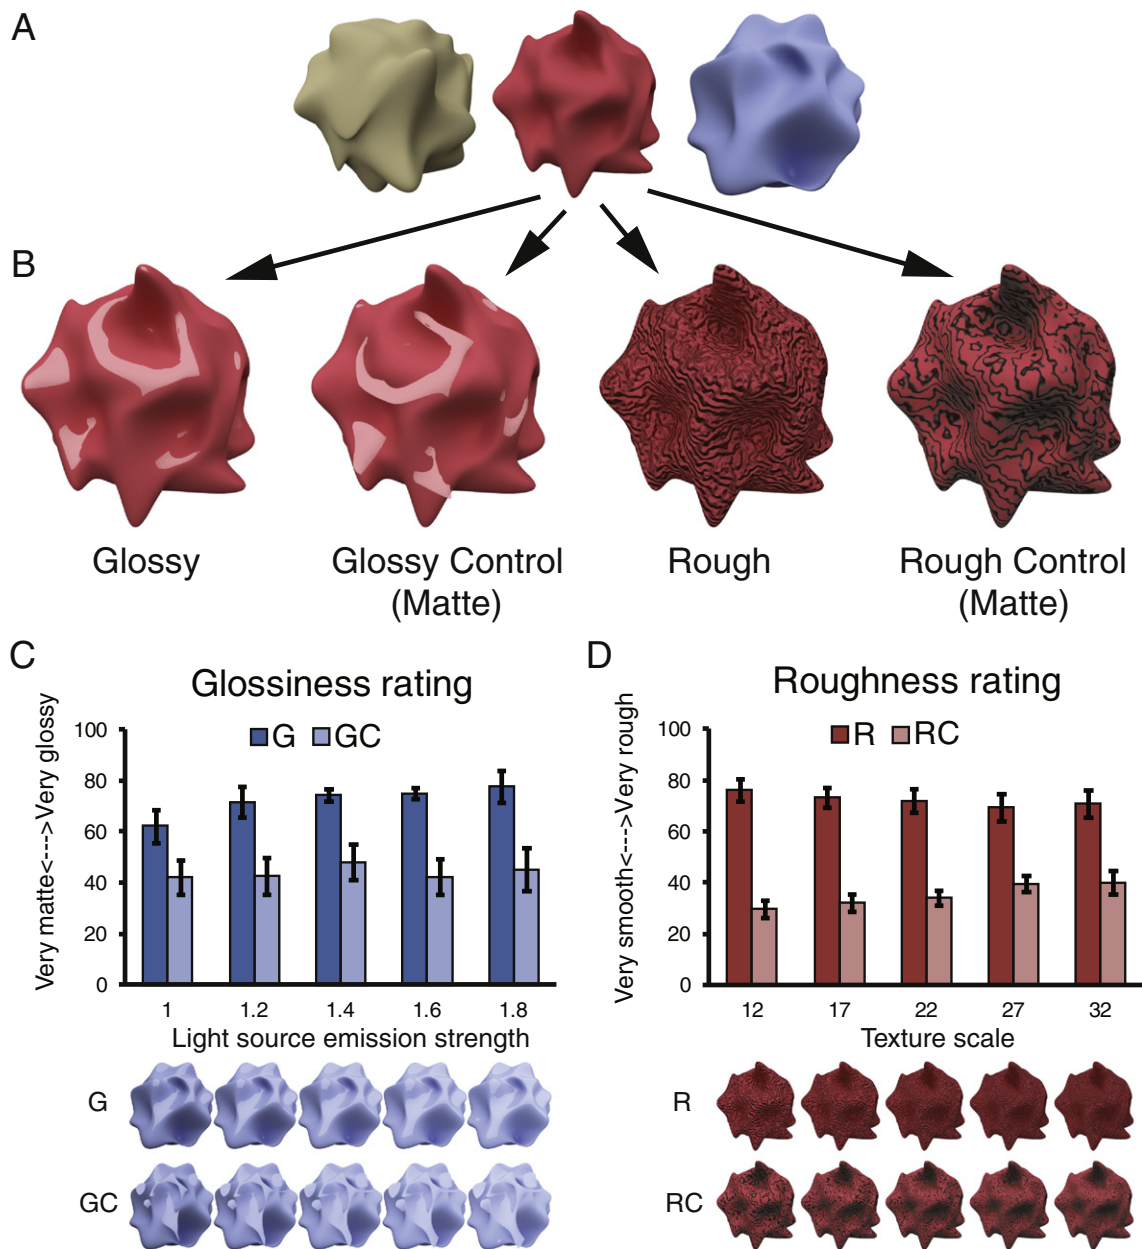 A
B
Glossy
Glossy Control
(Matte)
Rough
Rough Control
(Matte)
C
Glossiness rating
G
GC
Very matte<--->Very glossy
100
80
60
40
20
0
1
1.2
1.4
1.6
1.8
Light source emission strength
G
GC
D
Roughness rating
R
RC
Very smooth<--->Very rough
100
80
60
40
20
0
12
17
22
27
32
Texture scale
R
RC